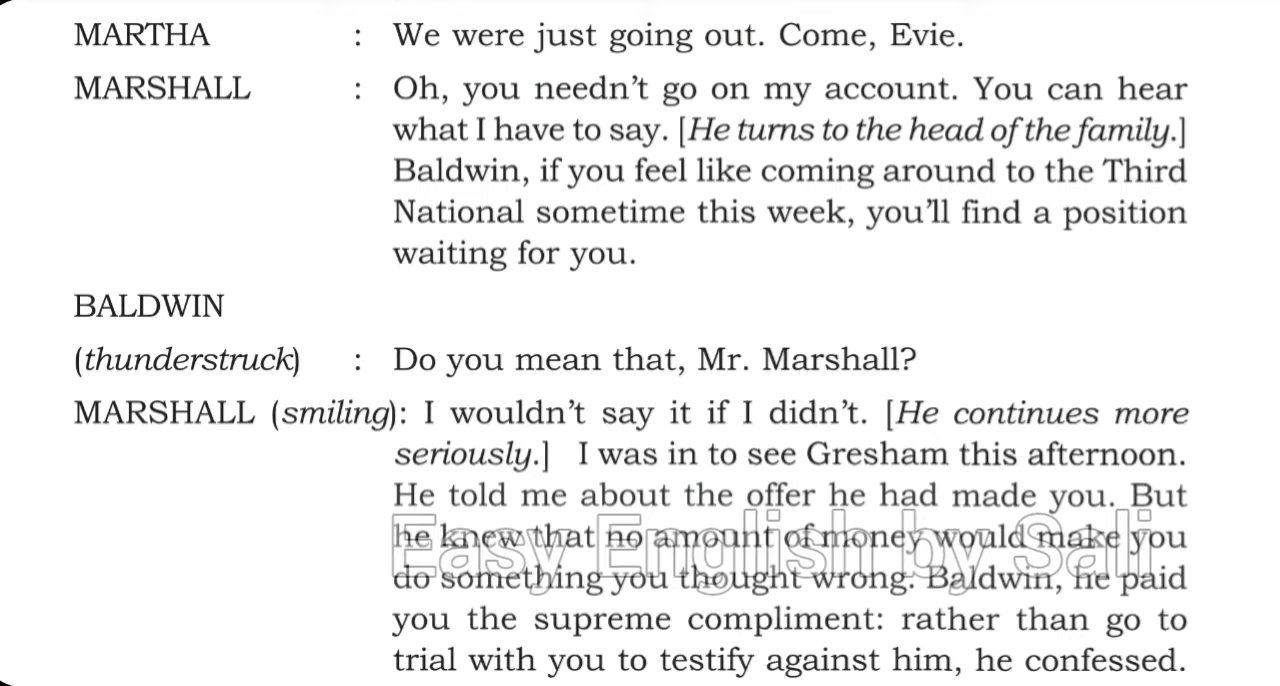 MARTHA : We were just going out. Come, Evie.
MARSHALL : Oh, you needn't go on my account. You can hear
what I have to say. [He turns to the head of the family.]
Baldwin, if you feel like coming around to the Third
National sometime this week, you'll find a position
waiting for you.
BALDWIN
(thunderstruck) : Do you mean that, Mr. Marshall?
MARSHALL (smiling): I wouldn't say it if I didn't. [He continues more
seriously.] I was in to see Gresham this afternoon.
He told me about the offer he had made you. But
he knew that no amount of money would make you
Easy English by Sali
do something you thought wrong. Baldwin, he paid
you the supreme compliment: rather than go to
trial with you to testify against him, he confessed.